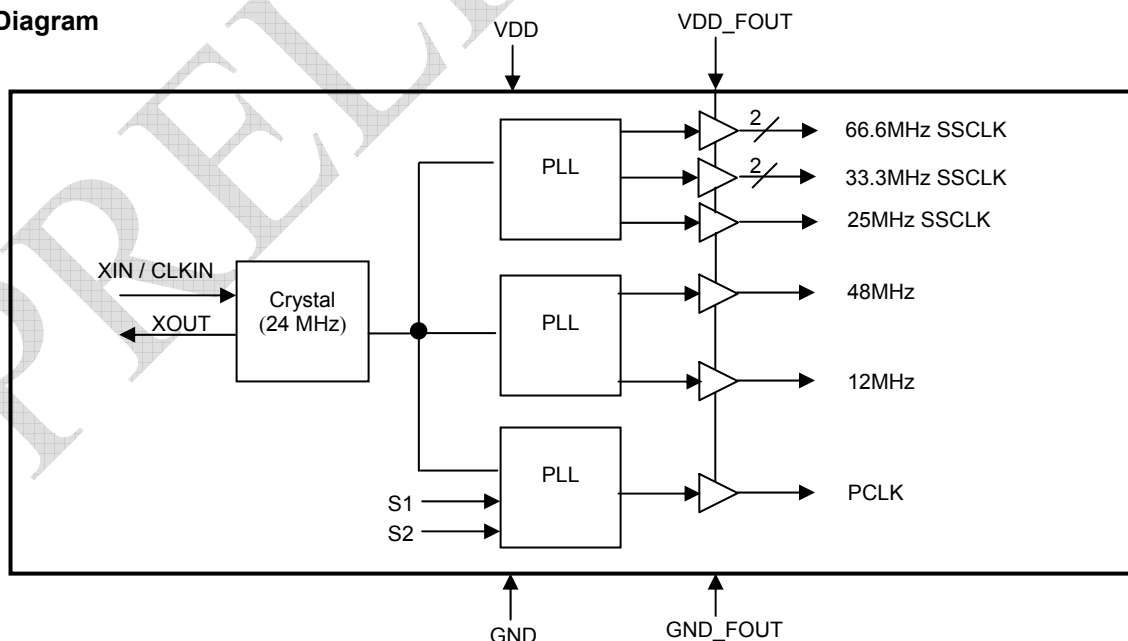 Diagram
VDD
VDD_FOUT
2
66.6MHz SSCLK
PLL
2
33.3MHz SSCLK
25MHz SSCLK
XIN / CLKIN
Crystal
(24 MHz)
XOUT
PLL
48MHz
12MHz
PLL
S1
S2
PCLK
GND
GND_FOUT